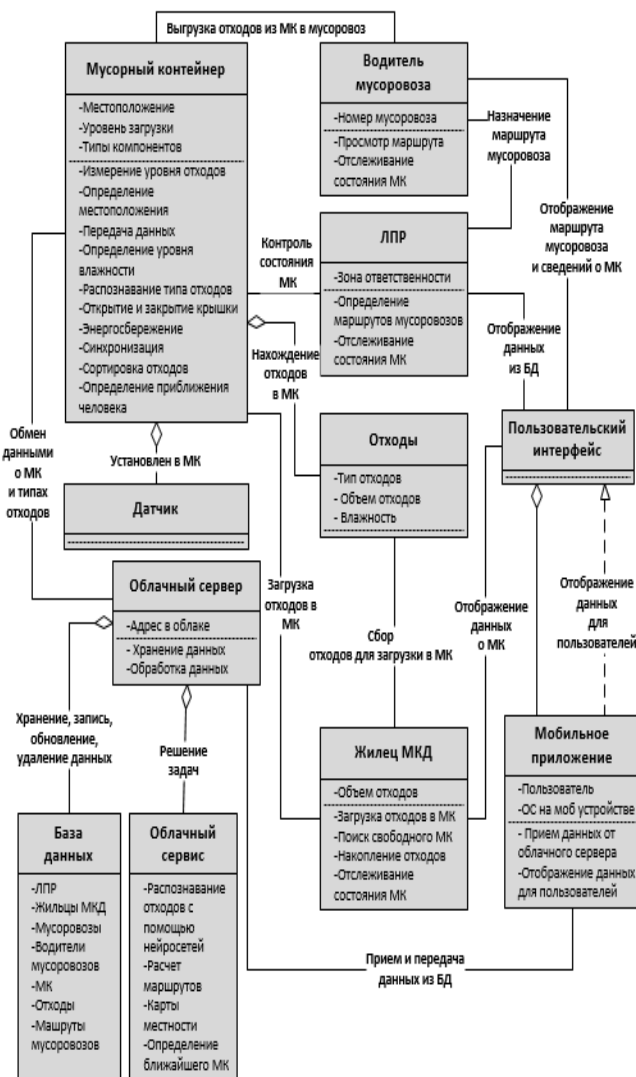 Выгрузка отходов из МК в мусоровоз
Мусорный контейнер
-Местоположение
-Уровень загрузки
-Типы компонентов
-Измерение уровня отходов
-Определение
местоположения
-Передача данных
-Определение уровня
влажности
-Распознавание типа отходов
-Открытие и закрытие крышки
-Энергосбережение
-Синхронизация
-Сортировка отходов
-Определение приближения
человека
Водитель
мусоровоза
-Номер мусоровоза
-Просмотр маршрута
-Отслеживание
состояния МК
Назначение
маршрута
мусоровоза
Отображение
маршрута
мусоровоза
и сведений о МК
Контроль
состояния
МК
ЛПР
-Зона ответственности
-Определение
маршрутов мусоровозов
-Отслеживание
состояния МК
Отображение
данных
из БД
Нахождение
отходов
в МК
Обмен
данными
о МК
и типах
отходов
Установлен в МК
Датчик
Отходы
-Тип отходов
- Объем отходов
- Влажность
Пользовательский
интерфейс
Облачный сервер
-Адрес в облаке
- Хранение данных
-Обработка данных
Загрузка
отходов в
МК
Сбор
отходов для загрузки в МК
Отображение
данных
о МК
Отображение
данных
для
пользователей
Хранение, запись,
обновление,
удаление данных
Решение
задач
Жилец МКД
-Объем отходов
-Загрузка отходов в МК
-Поиск свободного МК
-Накопление отходов
-Отслеживание
состояния МК
Мобильное
приложение
-Пользователь
-ОС на моб устройстве
- Прием данных от
облачного сервера
-Отображение данных
для пользователей
База
данных
-ЛПР
-Жильцы МКД
-Мусоровозы
-Водители
мусоровозов
-МК
-Отходы
-Машруты
мусоровозов
Облачный
сервис
-Распознавание
отходов с
помощью
нейросетей
-Расчет
маршрутов
-Карты
местности
-Определение
ближайшего МК
Прием и передача
данных из БД